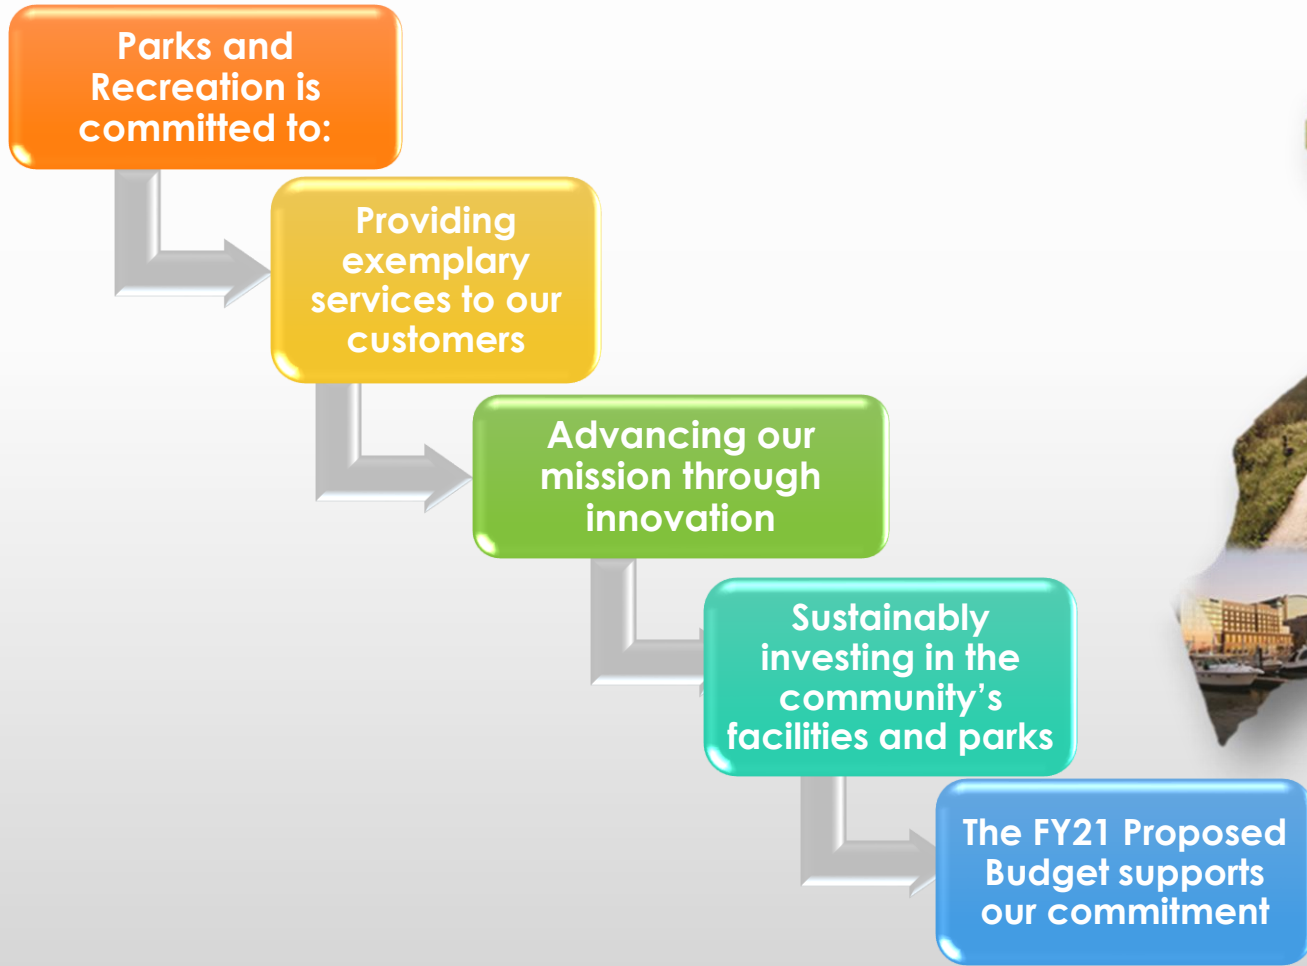 Parks and
Recreation is
committed to:
Providing
exemplary
services to our
customers
Advancing our
mission through
innovation
Sustainably
investing in the
community’s
facilities and parks
The FY21 Proposed
Budget supports
our commitment